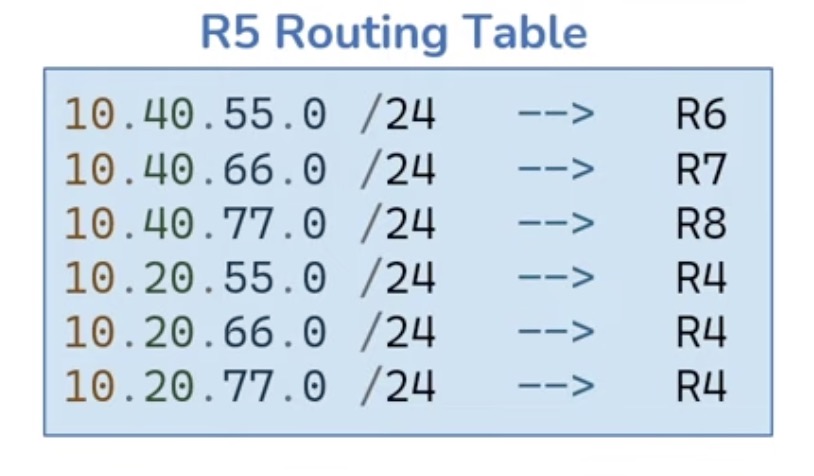 R5 Routing Table
10.40.55.0 /24 --> R6
10.40.66.0 /24 --> R7
10.40.77.0 /24 --> R8
10.20.55.0 /24 --> R4
10.20.66.0 /24 --> R4
10.20.77.0 /24 --> R4